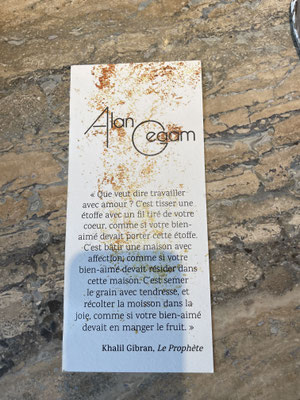 Alan
Cegam
« Que veut dire travailler
avec amour ? C'est tisser une
étoffe avec un fil tiré de votre
coeur, comme si votre bien-
aimé devait porter cette étoffe.
C'est bâtir une maison avec
affection, comme si votre
bien-aimé devait résider dans
cette maison. C'est semer
le grain avec tendresse, et
récolter la moisson dans la
joie, comme si votre bien-aimé
devait en manger le fruit. »
Khalil Gibran, Le Prophète